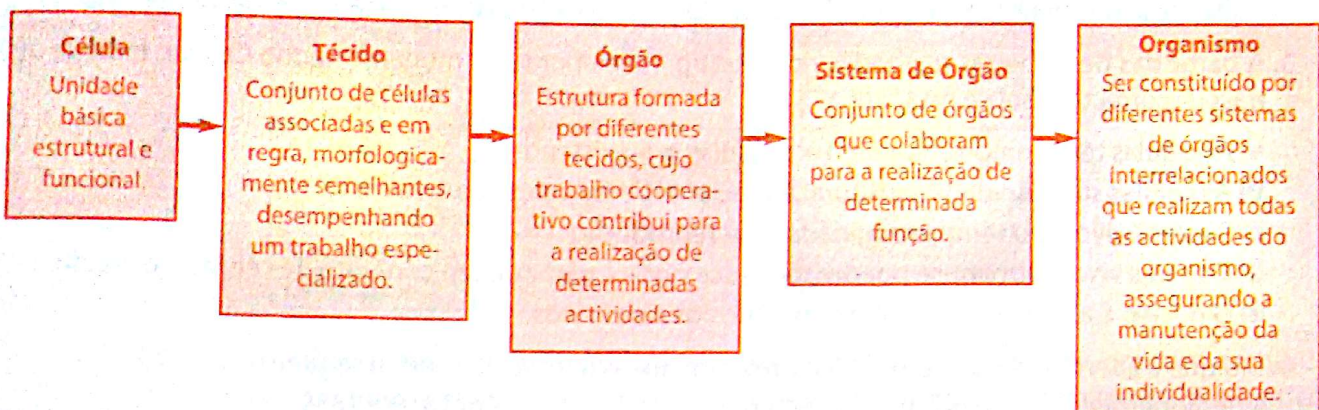 Célula
Unidade
básica
estrutural e
funcional.
Técido
Conjunto de células
associadas e em
regra, morfologica-
mente semelhantes,
desempenhando
um trabalho espe-
cializado.
Órgão
Estrutura formada
por diferentes
tecidos, cujo
trabalho coopera-
tivo contribui para
a realização de
determinadas
actividades.
Sistema de Órgão
Conjunto de órgãos
que colaboram
para a realização de
determinada
função.
Organismo
Ser constituído por
diferentes sistemas
de órgãos
interrelacionados
que realizam todas
as actividades do
organismo,
assegurando a
manutenção da
vida e da sua
individualidade.